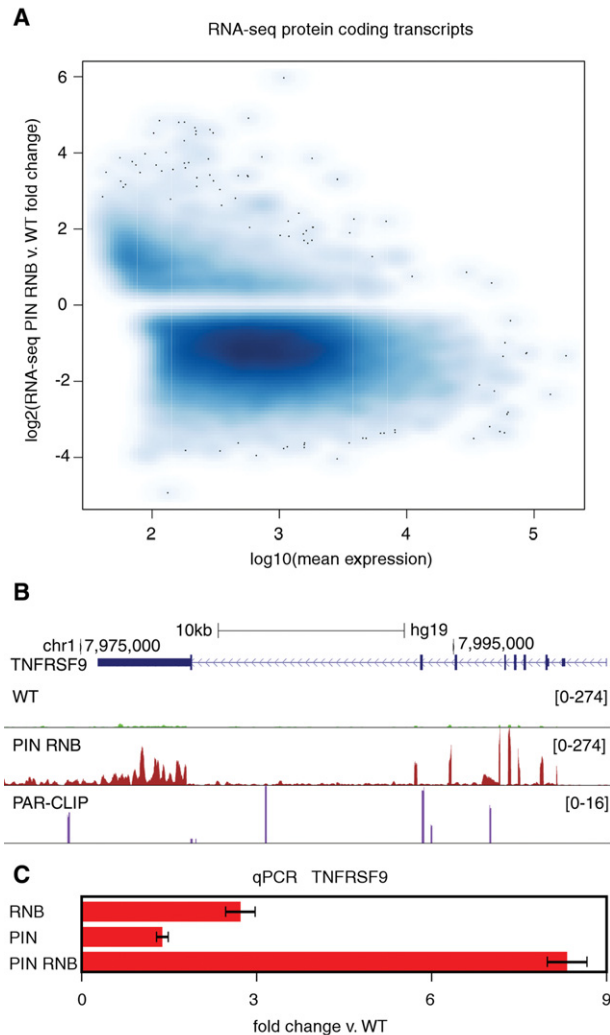 A
RNA-seq protein coding transcripts
log2(RNA-seq PIN RNB v. WT fold change)
6
4
2
0
-2
-4
2 3 4 5
log10(mean expression)
B
10kb hg19
chr1 7,975,000 7,995,000
TNFRSF9
WT [0-274]
PIN RNB [0-274]
PAR-CLIP [0-16]
C
qPCR TNFRSF9
RNB
PIN
PIN RNB
0 3 6 9
fold change v. WT